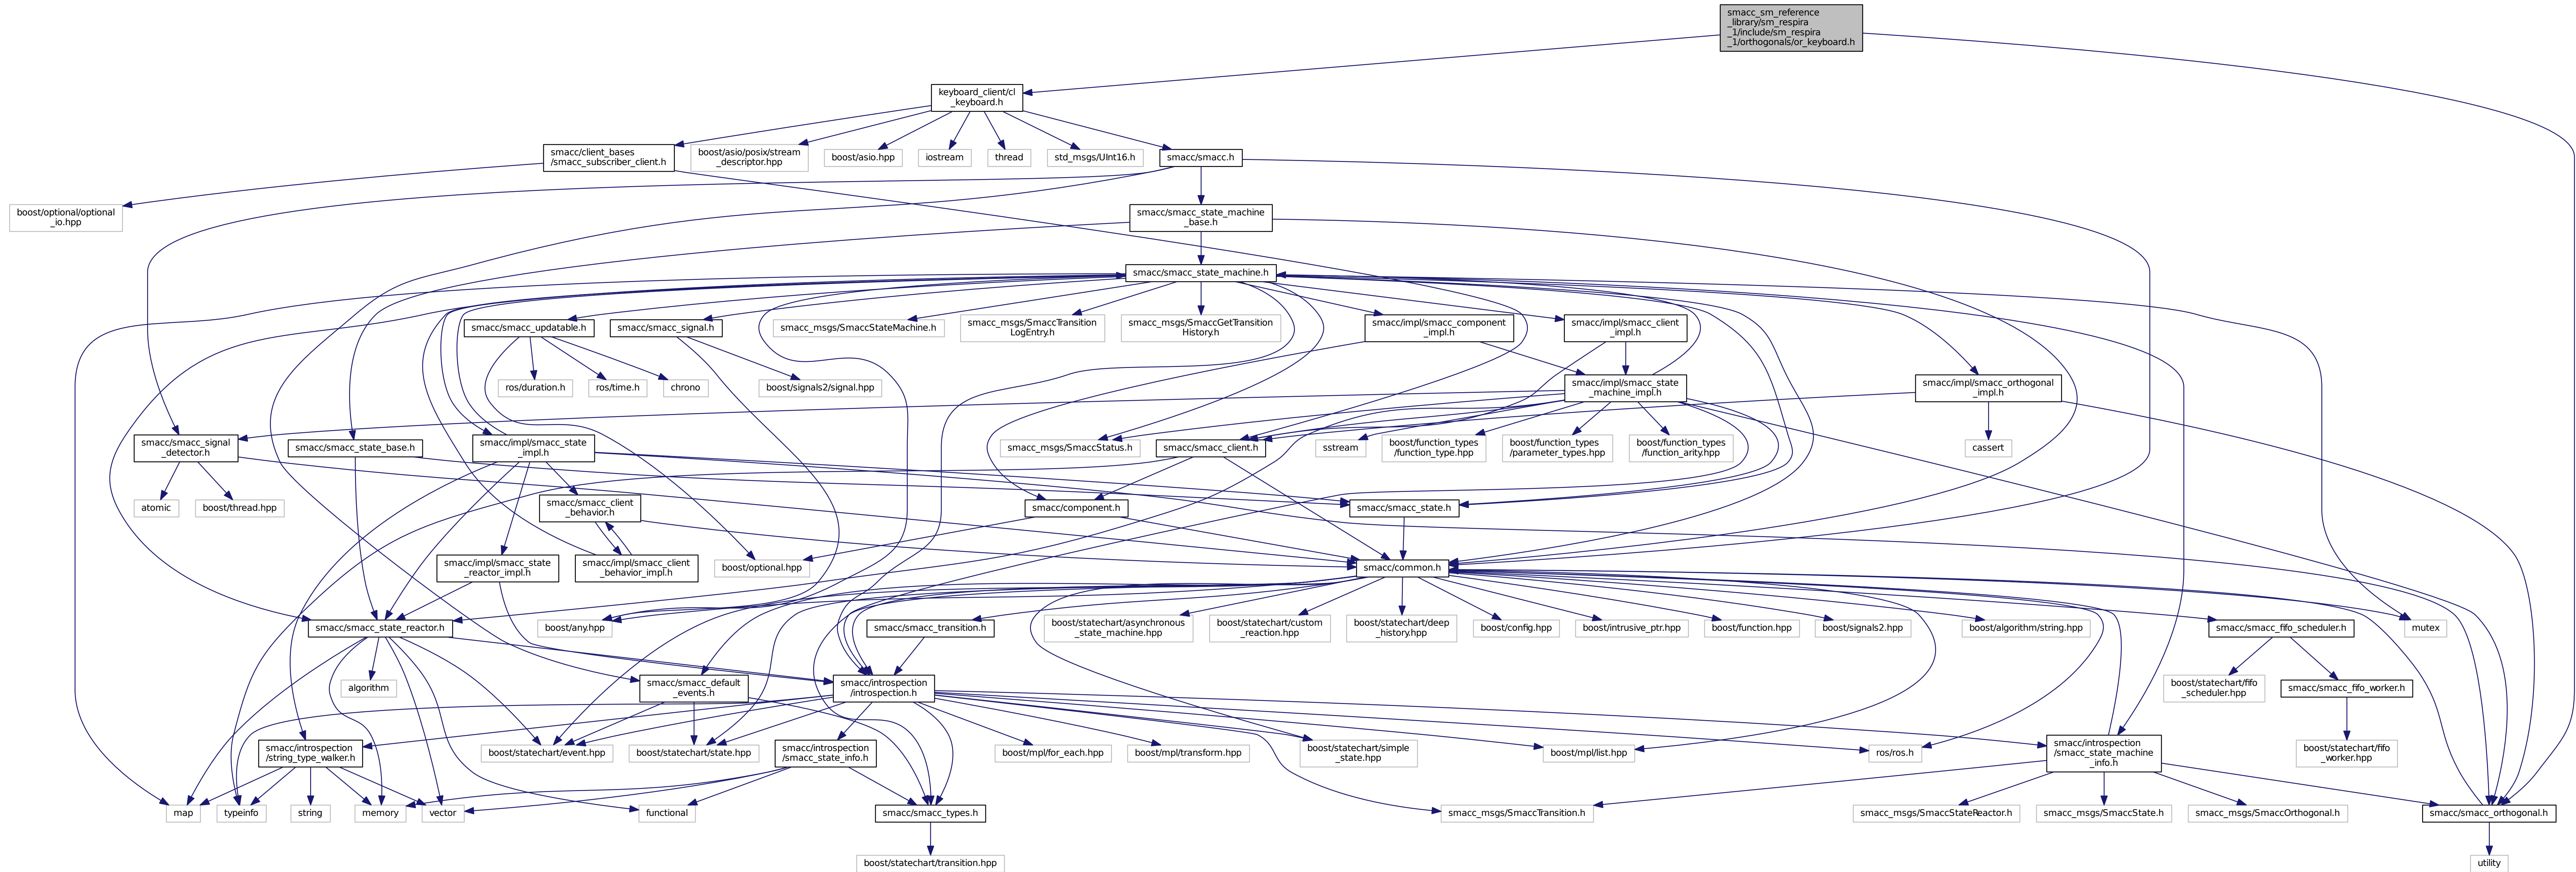 smacc_sm_reference
_library/sm_respira
_1/include/sm_respira
_1/orthogonals/or_keyboard.h
keyboard_client/cl
_keyboard.h
smacc/client_bases
/smacc_subscriber_client.h
boost/asio/posix/stream
_descriptor.hpp
boost/asio.hpp
iostream
thread
std_msgs/UInt16.h
smacc/smacc.h
boost/optional/optional
_io.hpp
smacc/smacc_state_machine
_base.h
smacc/smacc_state_machine.h
smacc/smacc_updatable.h
smacc/smacc_signal.h
smacc_msgs/SmaccStateMachine.h
smacc_msgs/SmaccTransition
LogEntry.h
smacc_msgs/SmaccGetTransition
History.h
smacc/impl/smacc_component
_impl.h
smacc/impl/smacc_client
_impl.h
ros/duration.h
ros/time.h
chrono
boost/signals2/signal.hpp
smacc/impl/smacc_state
_machine_impl.h
smacc/impl/smacc_orthogonal
_impl.h
smacc/smacc_signal
_detector.h
smacc/smacc_state_base.h
smacc/impl/smacc_state
_impl.h
smacc_msgs/SmaccStatus.h
smacc/smacc_client.h
sstream
boost/function_types
/function_type.hpp
boost/function_types
/parameter_types.hpp
boost/function_types
/function_arity.hpp
cassert
atomic
boost/thread.hpp
smacc/smacc_client
_behavior.h
smacc/component.h
smacc/smacc_state.h
smacc/impl/smacc_state
_reactor_impl.h
smacc/impl/smacc_client
_behavior_impl.h
boost/optional.hpp
smacc/common.h
smacc/smacc_state_reactor.h
boost/any.hpp
smacc/smacc_transition.h
boost/statechart/asynchronous
_state_machine.hpp
boost/statechart/custom
_reaction.hpp
boost/statechart/deep
_history.hpp
boost/config.hpp
boost/intrusive_ptr.hpp
boost/function.hpp
boost/signals2.hpp
boost/algorithm/string.hpp
smacc/smacc_fifo_scheduler.h
mutex
algorithm
smacc/smacc_default
_events.h
smacc/introspection
/introspection.h
boost/statechart/fifo
_scheduler.hpp
smacc/smacc_fifo_worker.h
smacc/introspection
/string_type_walker.h
boost/statechart/event.hpp
boost/statechart/state.hpp
smacc/introspection
/smacc_state_info.h
boost/mpl/for_each.hpp
boost/mpl/transform.hpp
boost/statechart/simple
_state.hpp
boost/mpl/list.hpp
ros/ros.h
smacc/introspection
/smacc_state_machine
_info.h
boost/statechart/fifo
_worker.hpp
map
typeinfo
string
memory
vector
functional
smacc/smacc_types.h
smacc_msgs/SmaccTransition.h
smacc_msgs/SmaccStateReactor.h
smacc_msgs/SmaccState.h
smacc_msgs/SmaccOrthogonal.h
smacc/smacc_orthogonal.h
boost/statechart/transition.hpp
utility